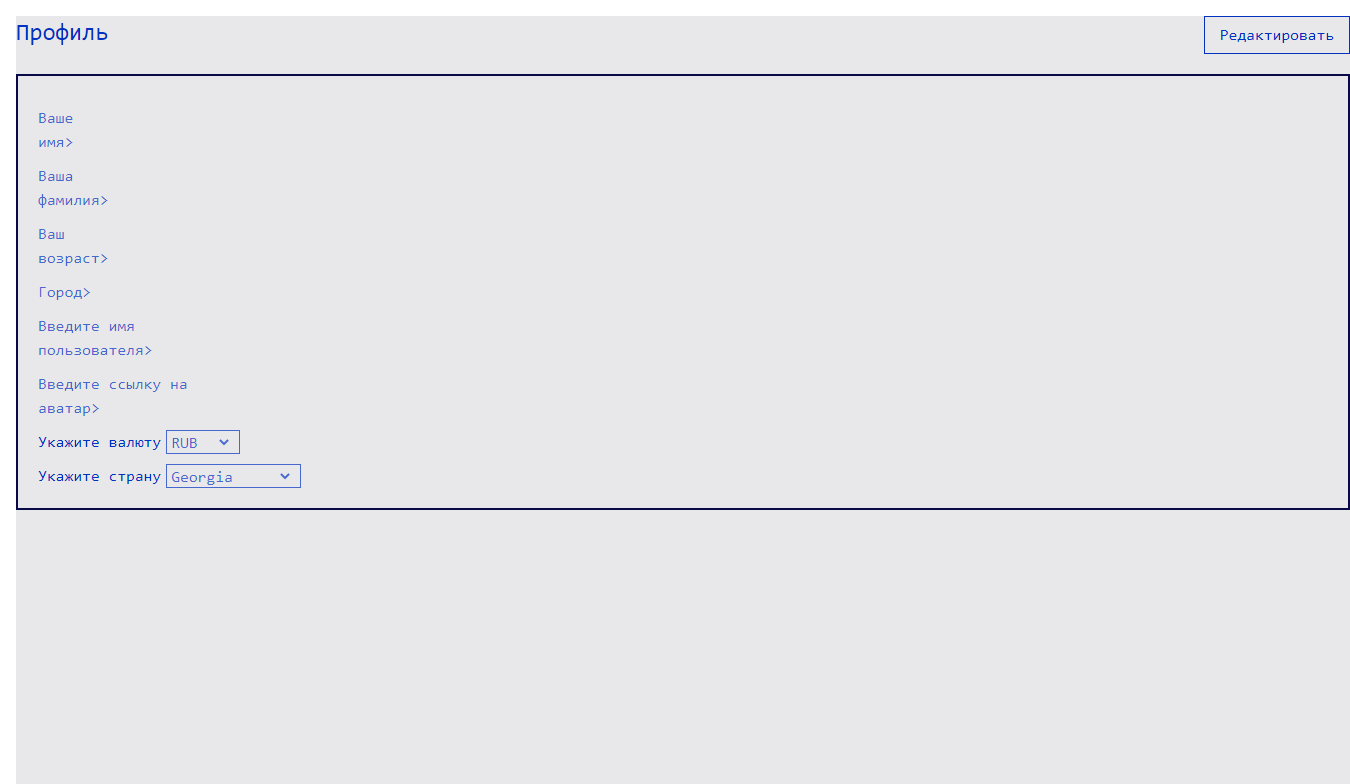 Профиль
Редактировать
Ваше
имя>
Ваша
фамилия>
Ваш
возраст>
Город>
Введите имя
пользователя>
Введите ссылку на
аватар>
Укажите валюту RUB
Укажите страну Georgia